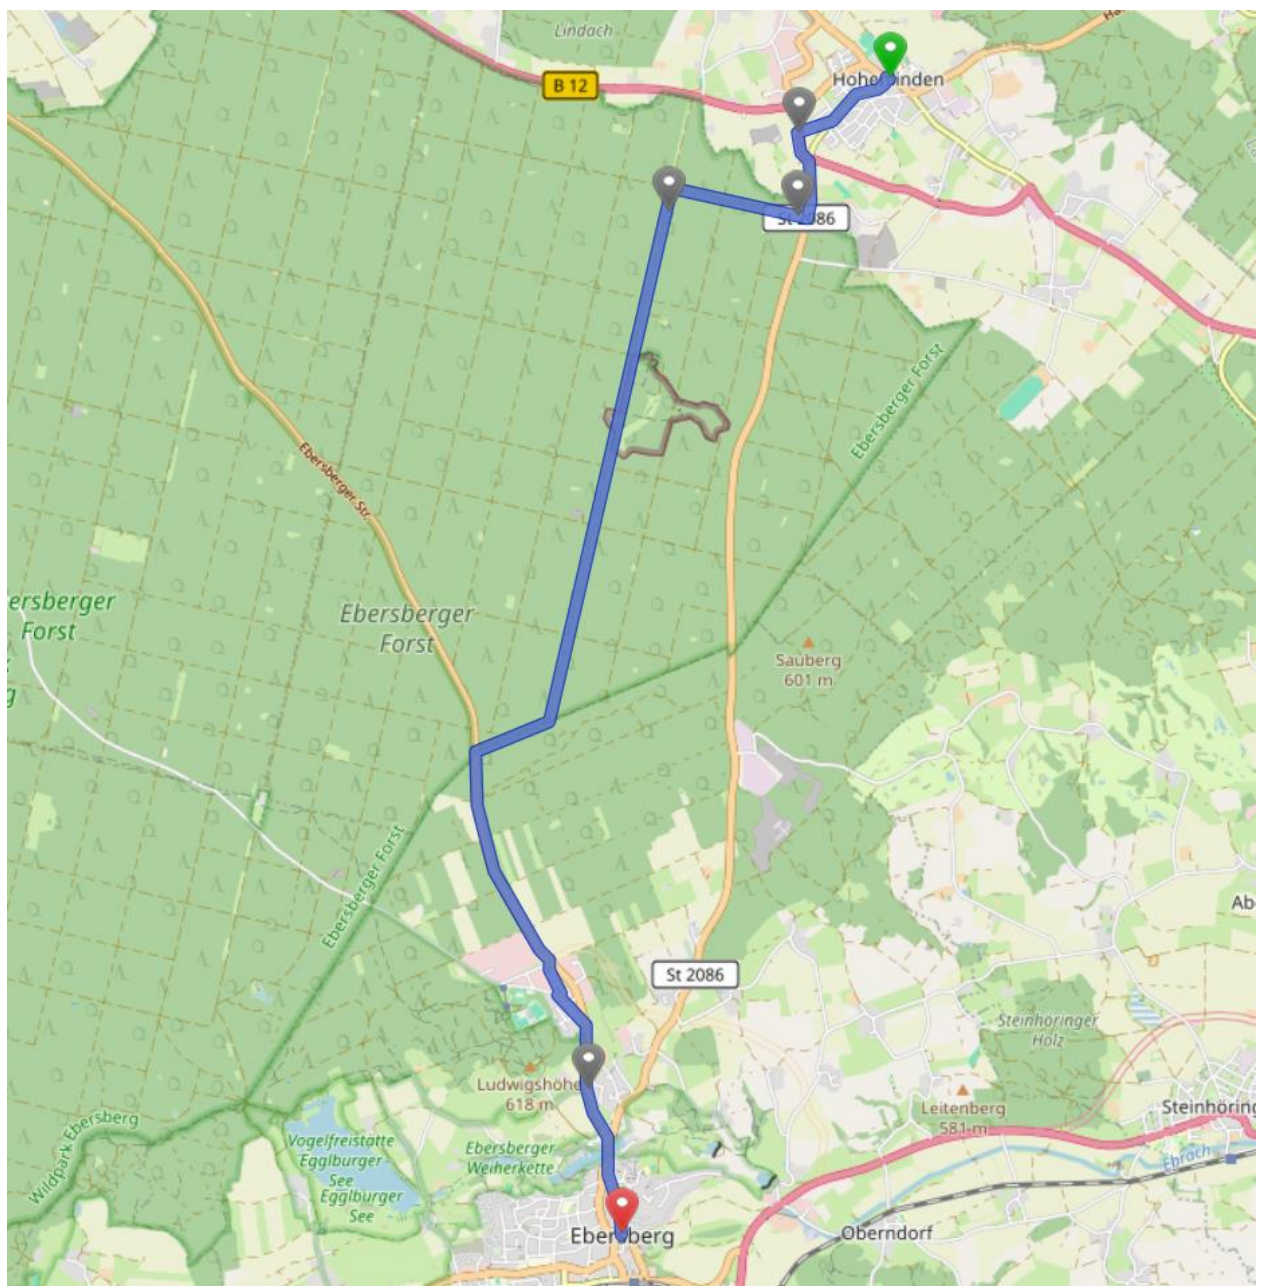 Lindach
B 12
Hohenlinden
St 2086
Ebersberger Forst
Ebersberger Str.
ersberger
Forst
Ebersberger
Forst
Sauberg
601 m
Ebersberger Forst
St 2086
Ab
Steinhöringer
Holz
Ludwigshöhe
618 m
Leitenberg
581 m
Steinhöring
Wildpark Ebersberg
Vogelfreistätte
Egglburger
See
Egglburger
See
Ebersberger
Weiherkette
Ebrach
Ebersberg
Oberndorf